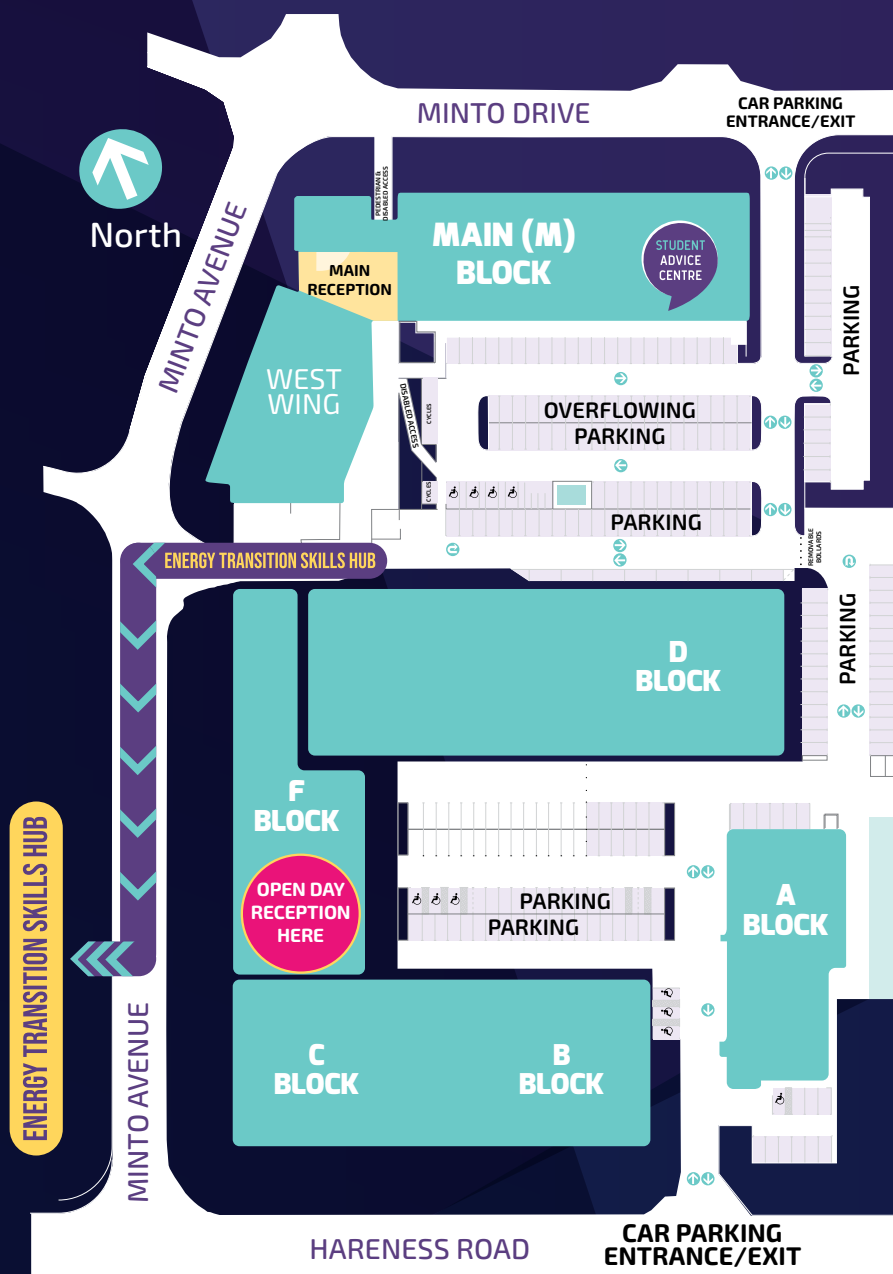 MINTO DRIVE
CAR PARKING
ENTRANCE/EXIT
North
MINTO AVENUE
PEDESTRIAN &
DISABLED ACCESS
MAIN (M)
BLOCK
STUDENT
ADVICE
CENTRE
MAIN
RECEPTION
PARKING
WEST
WING
DISABLED ACCESS
CYCLES
OVERFLOWING
PARKING
CYCLES
PARKING
REMOVABLE
BOLLARDS
ENERGY TRANSITION SKILLS HUB
PARKING
D
BLOCK
F
BLOCK
OPEN DAY
RECEPTION
HERE
PARKING
PARKING
A
BLOCK
ENERGY TRANSITION SKILLS HUB
MINTO AVENUE
C
BLOCK
B
BLOCK
HARENESS ROAD
CAR PARKING
ENTRANCE/EXIT